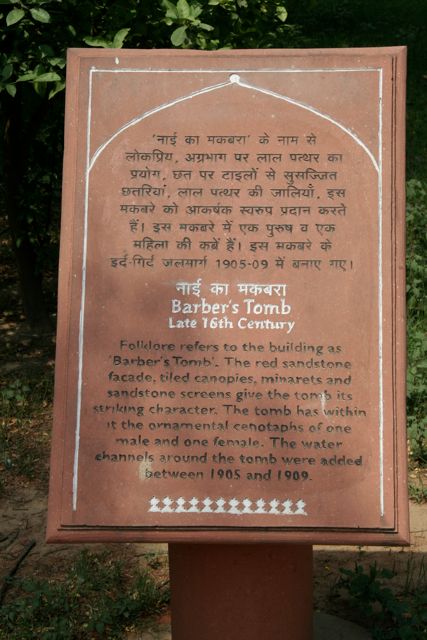 'नाई का मकबरा' के नाम से
लोकप्रिय, अग्रभाग पर लाल पत्थर का
प्रयोग, छत पर टाइलों से सुसज्जित
छतरियां, लाल पत्थर की जालियाँ, इस
मकबरे को आकर्षक स्वरुप प्रदान करते
हैं। इस मकबरे में एक पुरुष व एक
महिला की कबें हैं। इस मकबरे के
इर्द-गिर्द जलमार्ग 1905-09 में बनाए गए।
नाई का मकबरा
Barber's Tomb
Late 16th Century
Folklore refers to the building as
'Barber's Tomb'. The red sandstone
facade, tiled canopies, minarets and
sandstone screens give the tomb its
striking character. The tomb has within
it the ornamental cenotaphs of one
male and one female. The water
channels around the tomb were added
between 1905 and 1909.